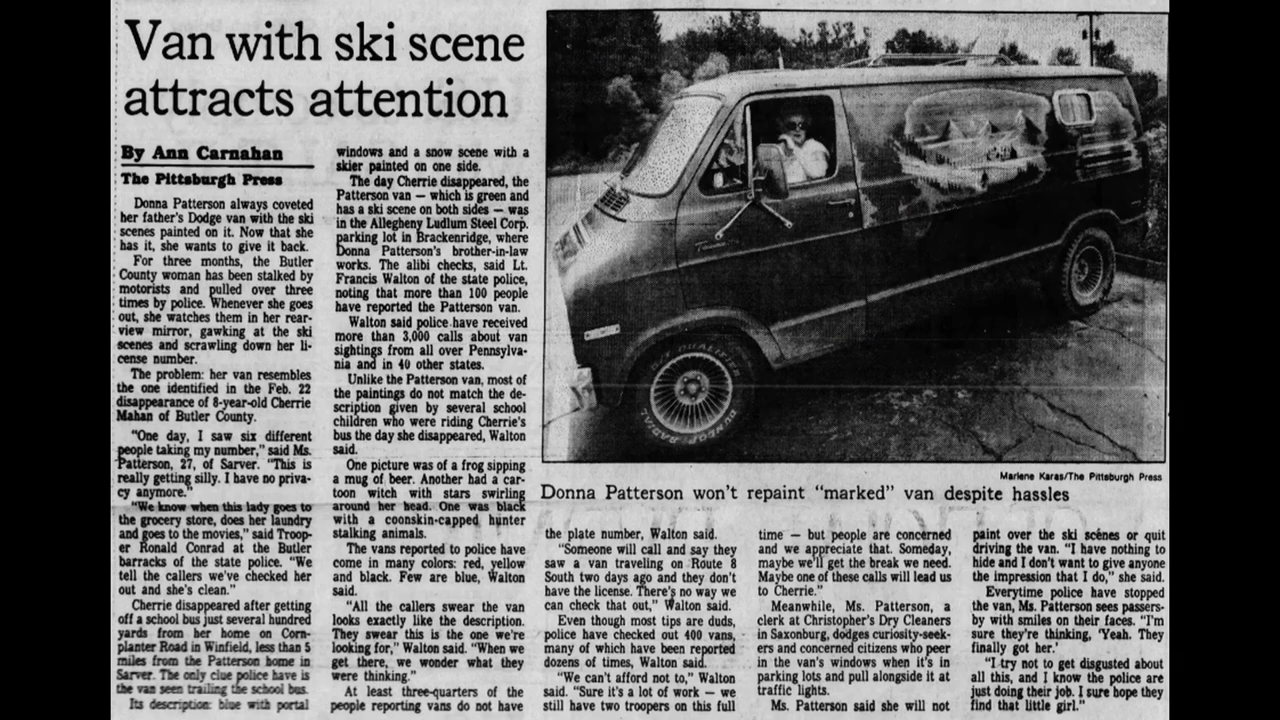 Van with ski scene
attracts attention
By Ann Carnahan
The Pittsburgh Press
Donna Patterson always coveted
her father's Dodge van with the ski
scenes painted on it. Now that she
has it, she wants to give it back.
For three months, the Butler
County woman has been stalked by
motorists and pulled over three
times by police. Whenever she goes
out, she watches them in her rear-
view mirror, gawking at the ski
scenes and scrawling down her li-
cense number.
The problem: her van resembles
the one identified in the Feb. 22
disappearance of 8-year-old Cherrie
Mahan of Butler County.
"One day, I saw six different
people taking my number," said Ms.
Patterson, 27, of Sarver. "This is
really getting silly. I have no priva-
cy anymore."
"We know when this lady goes to
the grocery store, does her laundry
and goes to the movies," said Troop-
er Ronald Conrad at the Butler
barracks of the state police. "We
tell the callers we've checked her
out and she's clean."
Cherrie disappeared after getting
off a school bus just several hundred
yards from her home on Corn-
planter Road in Winfield, less than 5
miles from the Patterson home in
Sarver. The only clue police have is
the van seen trailing the school bus.
Its description: blue with portal
windows and a snow scene with a
skier painted on one side.
The day Cherrie disappeared, the
Patterson van — which is green and
has a ski scene on both sides — was
in the Allegheny Ludlum Steel Corp.
parking lot in Brackenridge, where
Donna Patterson's brother-in-law
works. The alibi checks, said Lt.
Francis Walton of the state police,
noting that more than 100 people
have reported the Patterson van.
Walton said police have received
more than 3,000 calls about van
sightings from all over Pennsylva-
nia and in 40 other states.
Unlike the Patterson van, most of
the paintings do not match the de-
scription given by several school
children who were riding Cherrie's
bus the day she disappeared, Walton
said.
One picture was of a frog sipping
a mug of beer. Another had a car-
toon witch with stars swirling
around her head. One was black
with a coonskin-capped hunter
stalking animals.
The vans reported to police have
come in many colors: red, yellow
and black. Few are blue, Walton
said.
"All the callers swear the van
looks exactly like the description.
They swear this is the one we're
looking for," Walton said. "When we
get there, we wonder what they
were thinking."
At least three-quarters of the
people reporting vans do not have
Marlene Karas/The Pittsburgh Press
Donna Patterson won't repaint "marked" van despite hassles
the plate number, Walton said.
"Someone will call and say they
saw a van traveling on Route 8
South two days ago and they don't
have the license. There's no way we
can check that out," Walton said.
Even though most tips are duds,
police have checked out 400 vans,
many of which have been reported
dozens of times, Walton said.
"We can't afford not to," Walton
said. "Sure it's a lot of work — we
still have two troopers on this full
time — but people are concerned
and we appreciate that. Someday,
maybe we'll get the break we need.
Maybe one of these calls will lead us
to Cherrie."
Meanwhile, Ms. Patterson, a
clerk at Christopher's Dry Cleaners
in Saxonburg, dodges curiosity-seek-
ers and concerned citizens who peer
in the van's windows when it's in
parking lots and pull alongside it at
traffic lights.
Ms. Patterson said she will not
paint over the ski scenes or quit
driving the van. "I have nothing to
hide and I don't want to give anyone
the impression that I do," she said.
Everytime police have stopped
the van, Ms. Patterson sees passers-
by with smiles on their faces. "I'm
sure they're thinking, 'Yeah. They
finally got her.'
"I try not to get disgusted about
all this, and I know the police are
just doing their job. I sure hope they
find that little girl."